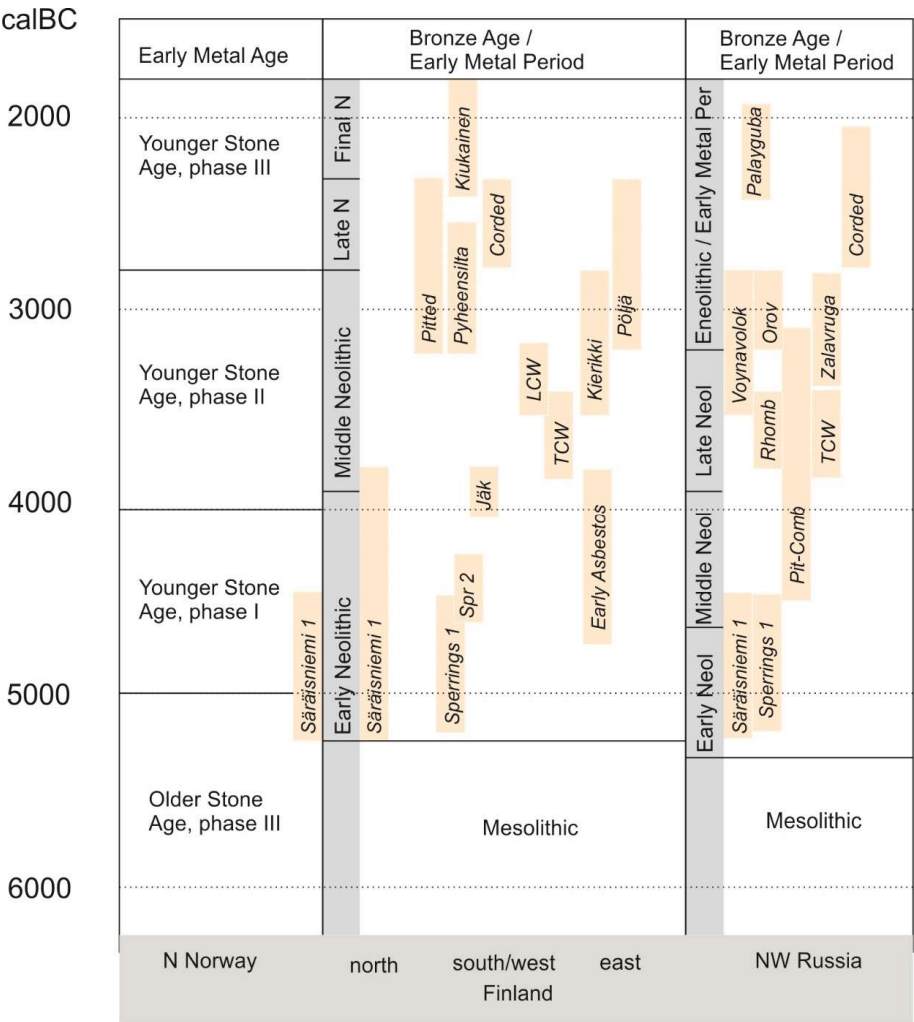 calBC
Early Metal Age
Bronze Age /
Early Metal Period
Bronze Age /
Early Metal Period
2000
3000
4000
5000
6000
Younger Stone
Age, phase III
Younger Stone
Age, phase II
Younger Stone
Age, phase I
Older Stone
Age, phase III
Säräisniemi 1
Final N
Late N
Middle Neolithic
Early Neolithic
Säräisniemi 1
Pitted
Kiukainen
Pyheensilta
Corded
Sperrings 1
Spr 2
Jäk
LCW
TCW
Kierikki
Pöljä
Early Asbestos
Mesolithic
Eneolithic / Early Metal Per
Late Neol
Middle Neol
Early Neol
Palayguba
Corded
Voynavolok
Orov
Zalavruga
Rhomb
TCW
Pit-Comb
Säräisniemi 1
Sperrings 1
Mesolithic
N Norway
north
south/west
east
Finland
NW Russia